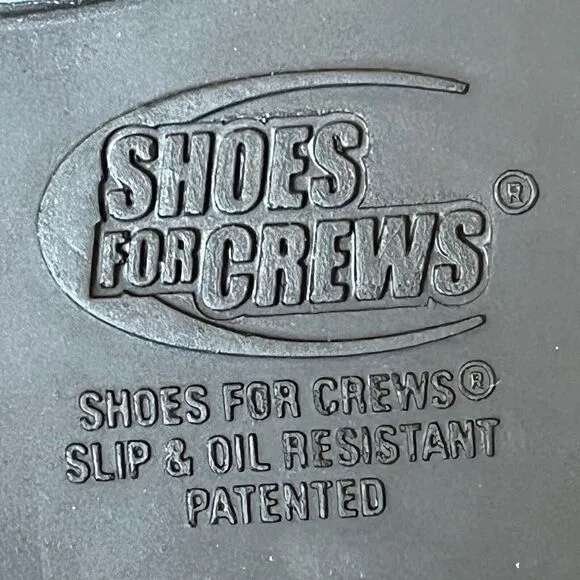 SHOES
FOR CREWS ®
SHOES FOR CREWS®
SLIP & OIL RESISTANT
PATENTED